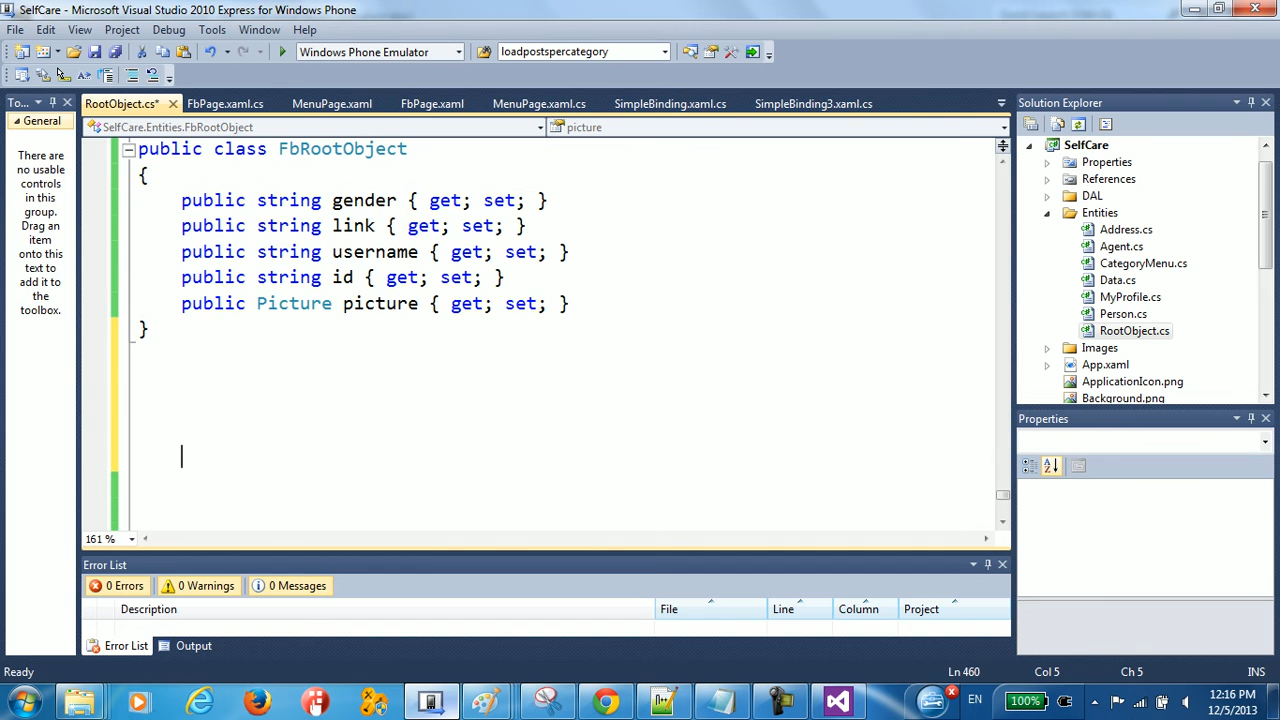 SelfCare - Microsoft Visual Studio 2010 Express for Windows Phone
File Edit View Project Debug Tools Window Help
Windows Phone Emulator loadpostspercategory
To...
General
There are
no usable
controls
in this
group.
Drag an
item
onto this
text to
add it to
the
toolbox.
RootObject.cs* FbPage.xaml.cs MenuPage.xaml FbPage.xaml MenuPage.xaml.cs SimpleBinding.xaml.cs SimpleBinding3.xaml.cs
SelfCare.Entities.FbRootObject picture
public class FbRootObject
{
public string gender { get; set; }
public string link { get; set; }
public string username { get; set; }
public string id { get; set; }
public Picture picture { get; set; }
}
161 %
Solution Explorer
SelfCare
Properties
References
DAL
Entities
Address.cs
Agent.cs
CategoryMenu.cs
Data.cs
MyProfile.cs
Person.cs
RootObject.cs
Images
App.xaml
ApplicationIcon.png
Background.png
Properties
Error List
0 Errors 0 Warnings 0 Messages
Description File Line Column Project
Error List Output
Ready Ln 460 Col 5 Ch 5 INS
EN 100% 12:16 PM
12/5/2013